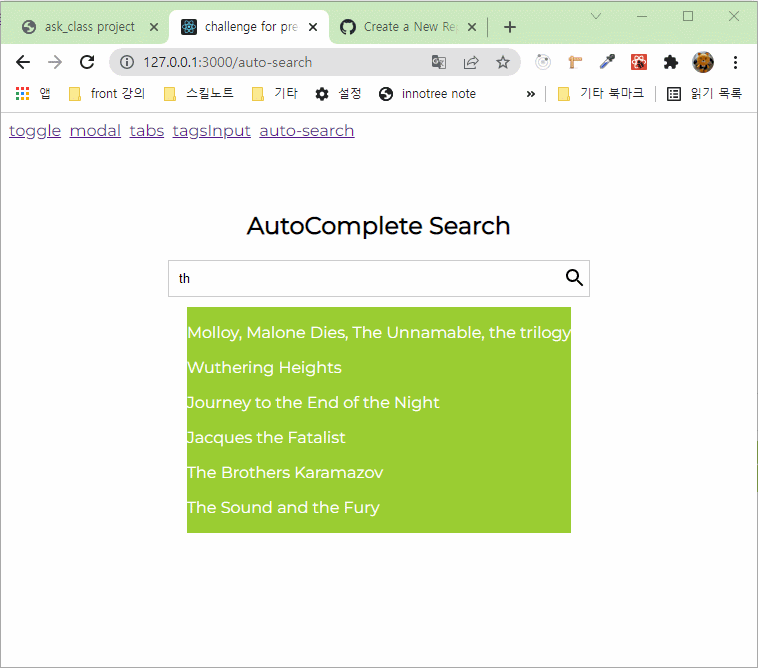 ask_class project
challenge for pre
Create a New Re
127.0.0.1:3000/auto-search
앱 front 강의 스킬노트 기타 설정 innotree note » 기타 북마크 읽기 목록
toggle modal tabs tagsInput auto-search
AutoComplete Search
th
Molloy, Malone Dies, The Unnamable, the trilogy
Wuthering Heights
Journey to the End of the Night
Jacques the Fatalist
The Brothers Karamazov
The Sound and the Fury